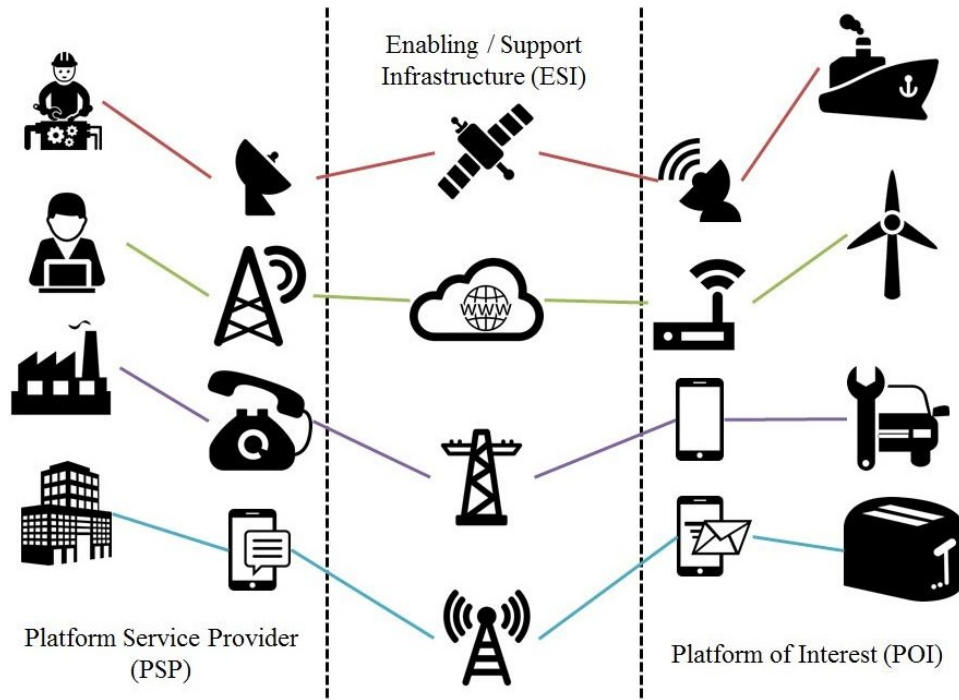 Enabling / Support
Infrastructure (ESI)
WWW
Platform Service Provider
(PSP)
Platform of Interest (POI)